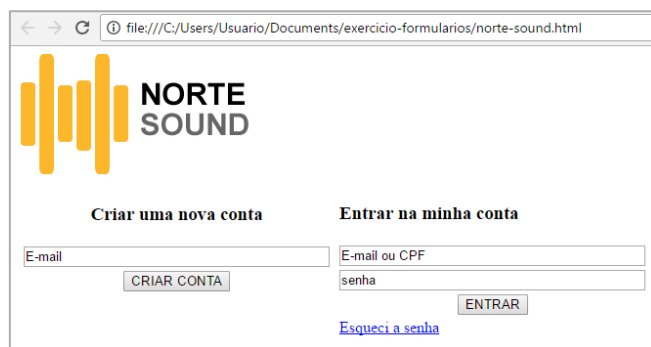 file:///C:/Users/Usuario/Documents/exercicio-formularios/norte-sound.html
NORTE
SOUND
Criar uma nova conta
E-mail
CRIAR CONTA
Entrar na minha conta
E-mail ou CPF
senha
ENTRAR
Esqueci a senha